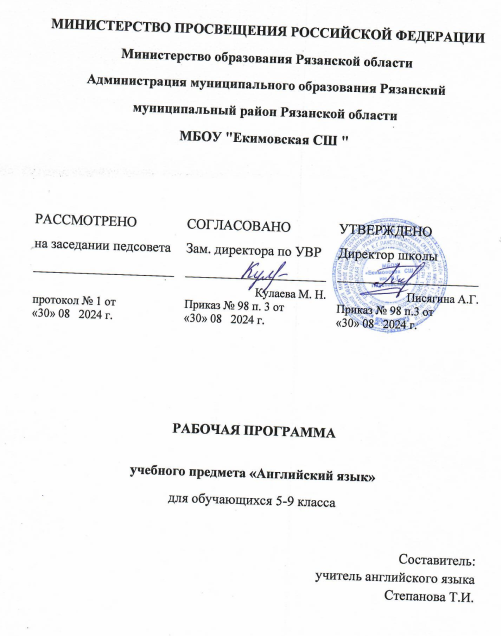 МИНИСТЕРСТВО ПРОСВЕЩЕНИЯ РОССИЙСКОЙ ФЕДЕРАЦИИ
Министерство образования Рязанской области
Администрация муниципального образования Рязанский
муниципальный район Рязанской области
МБОУ "Екимовская СШ "
РАССМОТРЕНО
на заседании педсовета
протокол № 1 от
«30» 08 2024 г.
СОГЛАСОВАНО
Зам. директора по УВР
Кулаева М. Н.
Приказ № 98 п. 3 от
«30» 08 2024 г.
УТВЕРЖДЕНО
Директор школы
Писягина А.Г.
Приказ № 98 п.3 от
«30» 08 2024 г.
РАБОЧАЯ ПРОГРАММА
учебного предмета «Английский язык»
для обучающихся 5-9 класса
Составитель:
учитель английского языка
Степанова Т.И.